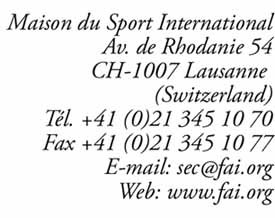 Maison du Sport International
Av. de Rhodanie 54
CH-1007 Lausanne
(Switzerland)
Tél. +41 (0)21 345 10 70
Fax +41 (0)21 345 10 77
E-mail: sec@fai.org
Web: www.fai.org